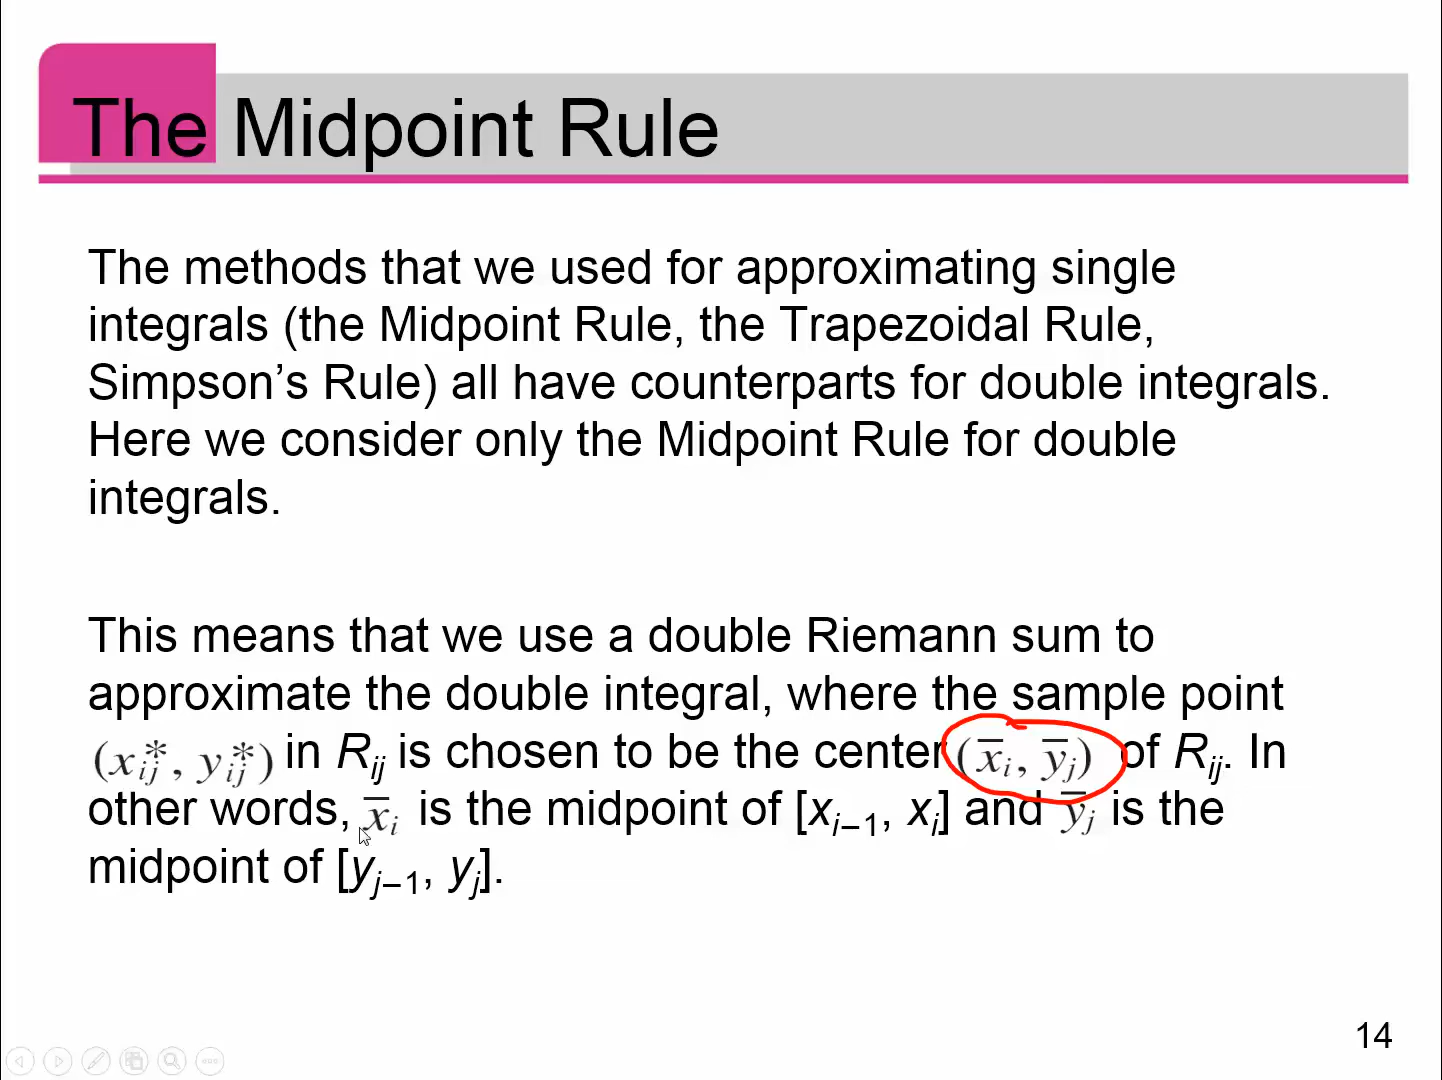 The Midpoint Rule
The methods that we used for approximating single
integrals (the Midpoint Rule, the Trapezoidal Rule,
Simpson’s Rule) all have counterparts for double integrals.
Here we consider only the Midpoint Rule for double
integrals.
This means that we use a double Riemann sum to
approximate the double integral, where the sample point
(x*ij, y*ij) in Rij is chosen to be the center (x̅i, y̅j) of Rij. In
other words, x̅i is the midpoint of [xi–1, xi] and y̅j is the
midpoint of [yj–1, yj].
14